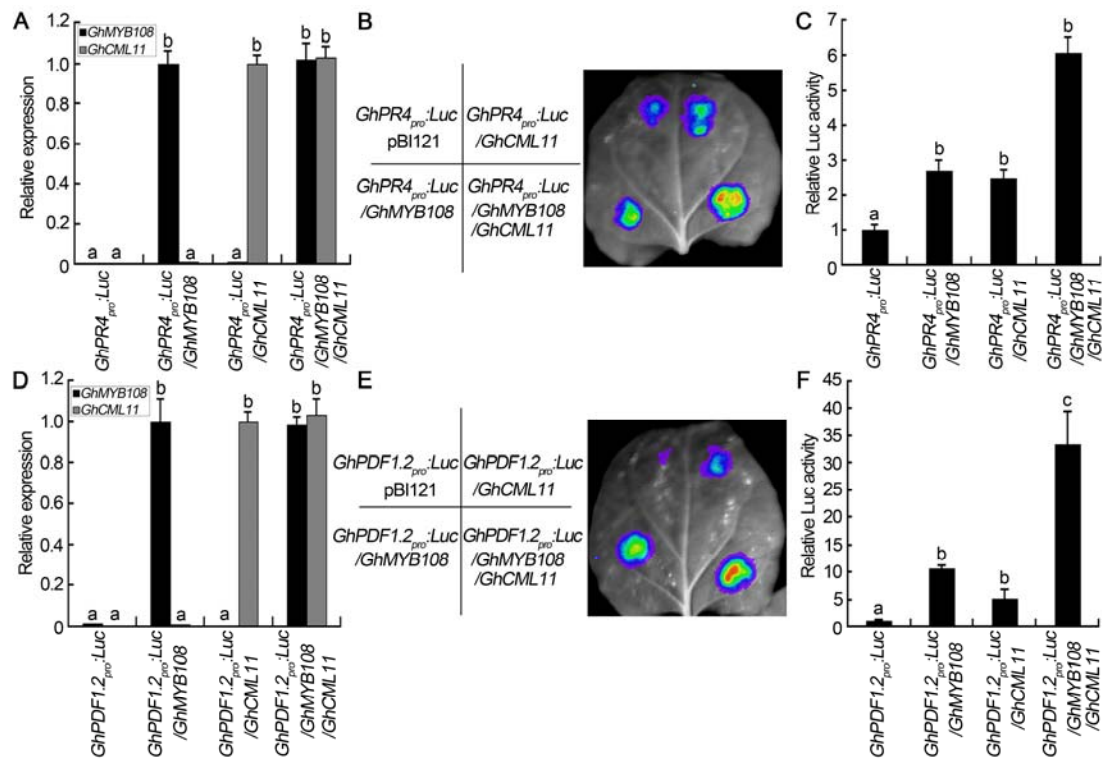 A
Relative expression
1.2
1.0
0.8
0.6
0.4
0.2
0
GhMYB108
GhCML11
a a
b
a
a
b
b
b
GhPR4pro:Luc
GhPR4pro:Luc
/GhMYB108
GhPR4pro:Luc
/GhCML11
GhPR4pro:Luc
/GhMYB108
/GhCML11
B
GhPR4pro:Luc
pBI121
GhPR4pro:Luc
/GhCML11
GhPR4pro:Luc
/GhMYB108
GhPR4pro:Luc
/GhMYB108
/GhCML11
C
Relative Luc activity
7
6
5
4
3
2
1
0
a
b
b
b
GhPR4pro:Luc
GhPR4pro:Luc
/GhMYB108
GhPR4pro:Luc
/GhCML11
GhPR4pro:Luc
/GhMYB108
/GhCML11
D
Relative expression
1.2
1.0
0.8
0.6
0.4
0.2
0
GhMYB108
GhCML11
a a
b
a
a
b
b
b
GhPDF1.2pro:Luc
GhPDF1.2pro:Luc
/GhMYB108
GhPDF1.2pro:Luc
/GhCML11
GhPDF1.2pro:Luc
/GhMYB108
/GhCML11
E
GhPDF1.2pro:Luc
pBI121
GhPDF1.2pro:Luc
/GhCML11
GhPDF1.2pro:Luc
/GhMYB108
GhPDF1.2pro:Luc
/GhMYB108
/GhCML11
F
Relative Luc activity
45
40
35
30
25
20
15
10
5
0
a
b
b
c
GhPDF1.2pro:Luc
GhPDF1.2pro:Luc
/GhMYB108
GhPDF1.2pro:Luc
/GhCML11
GhPDF1.2pro:Luc
/GhMYB108
/GhCML11